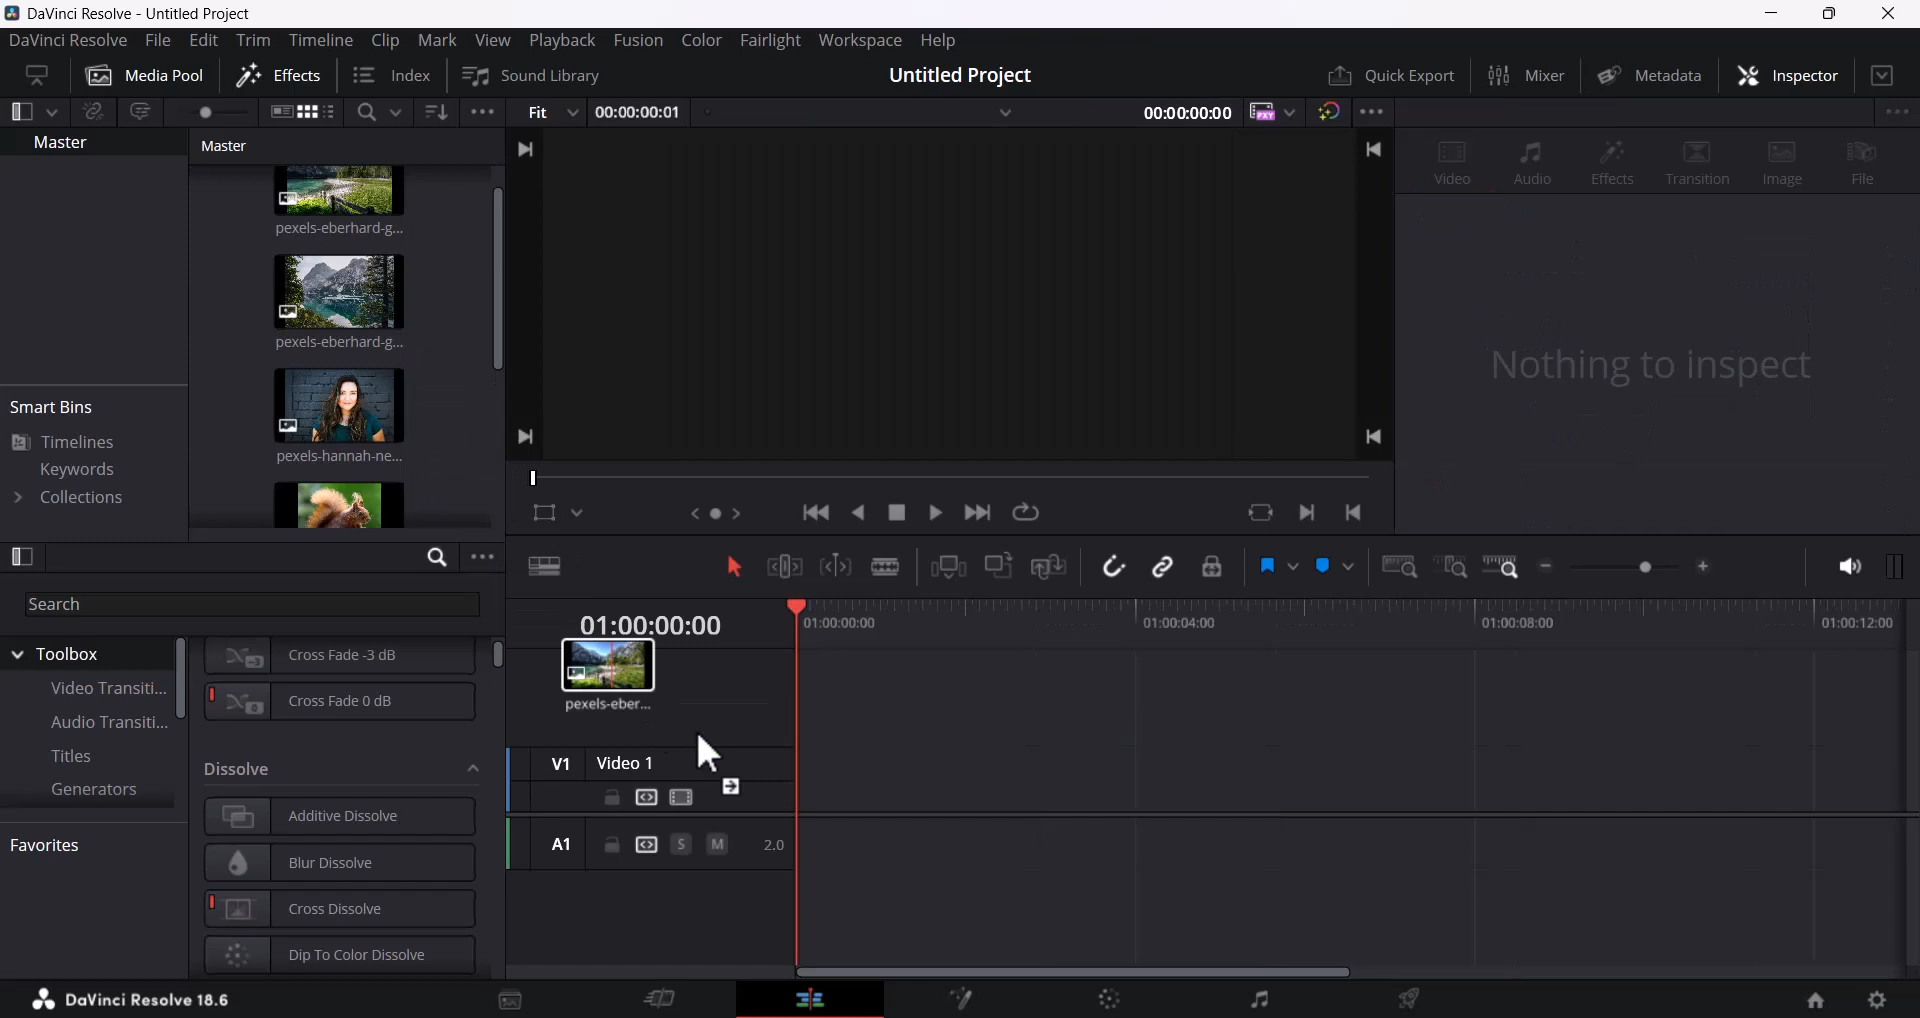 DaVinci Resolve - Untitled Project
DaVinci Resolve File Edit Trim Timeline Clip Mark View Playback Fusion Color Fairlight Workspace Help
Media Pool Effects Index Sound Library Untitled Project Quick Export Mixer Metadata Inspector
Fit 00:00:00:01 00:00:00:00 PXY
Master Master
Video Audio Effects Transition Image File
pexels-eberhard-g...
pexels-eberhard-g...
Nothing to inspect
Smart Bins
Timelines
Keywords
Collections
pexels-hannah-ne...
Search
01:00:00:00 01:00:00:00 01:00:04:00 01:00:08:00 01:00:12:00
Toolbox
Video Transiti...
Audio Transiti...
Titles
Generators
Favorites
-3 Cross Fade -3 dB
0 Cross Fade 0 dB
Dissolve
Additive Dissolve
Blur Dissolve
Cross Dissolve
Dip To Color Dissolve
pexels-eber...
V1 Video 1
A1 S M 2.0
DaVinci Resolve 18.6